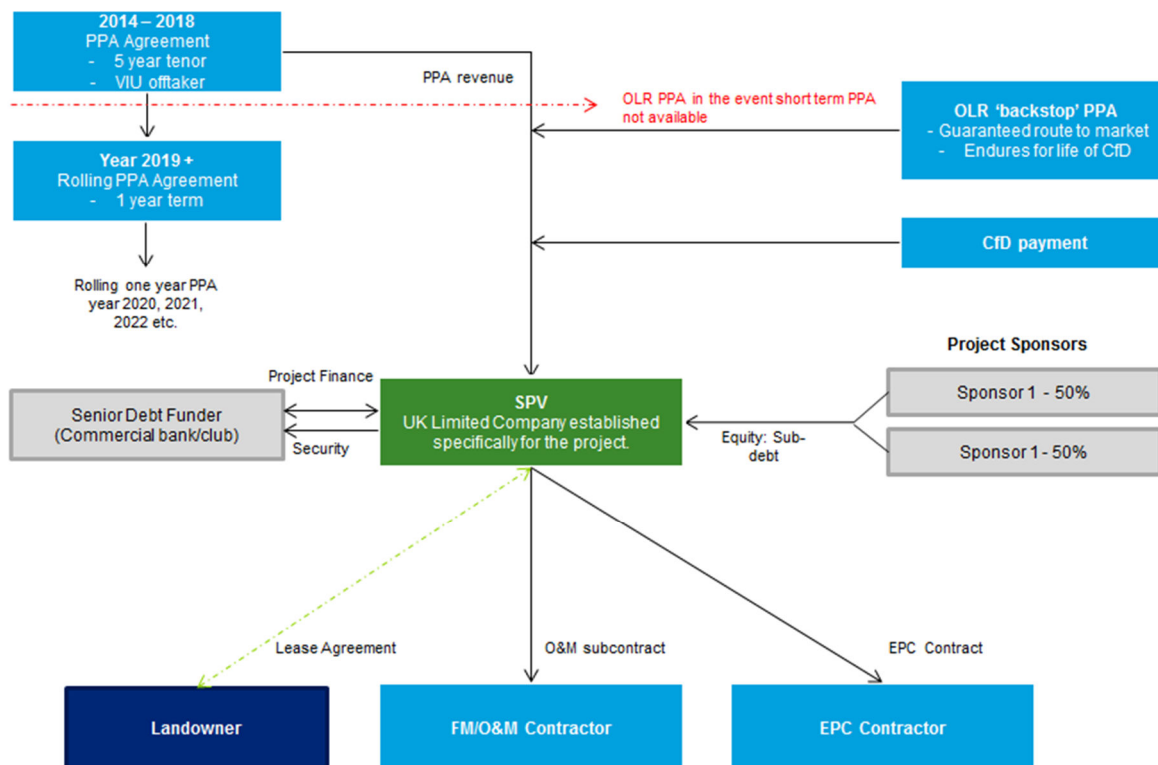 2014 – 2018
PPA Agreement
- 5 year tenor
- VIU offtaker
PPA revenue
OLR PPA in the event short term PPA
not available
OLR ‘backstop’ PPA
- Guaranteed route to market
- Endures for life of CfD
Year 2019 +
Rolling PPA Agreement
- 1 year term
CfD payment
Rolling one year PPA
year 2020, 2021,
2022 etc.
Project Sponsors
Project Finance
Senior Debt Funder
(Commercial bank/club)
Security
SPV
UK Limited Company established
specifically for the project.
Equity: Sub-
debt
Sponsor 1 - 50%
Sponsor 1 - 50%
Lease Agreement
O&M subcontract
EPC Contract
Landowner
FM/O&M Contractor
EPC Contractor